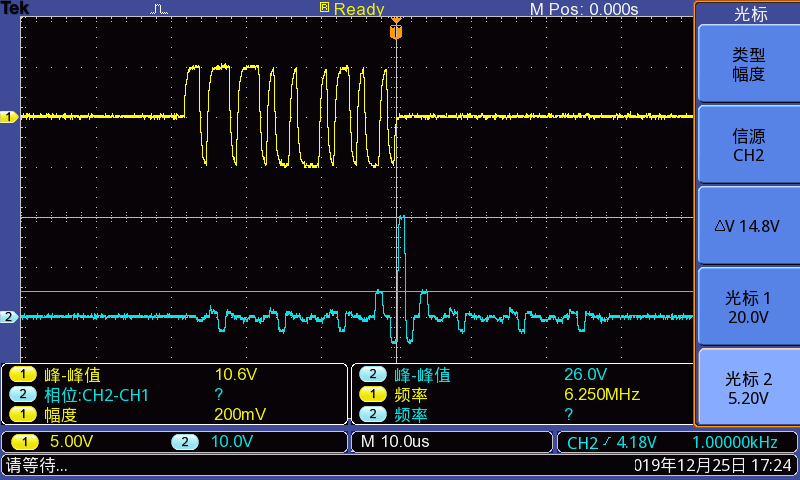 Tek R Ready M Pos: 0.000s 光标
T
类型
幅度
1
信源
CH2
△V 14.8V
光标 1
20.0V
2
光标 2
5.20V
1 峰-峰值 10.6V 2 峰-峰值 26.0V
2 相位:CH2-CH1 ? 1 频率 6.250MHz
1 幅度 200mV 2 频率 ?
1 5.00V 2 10.0V M 10.0us CH2 4.18V 1.00000kHz
请等待... 019年12月25日 17:24